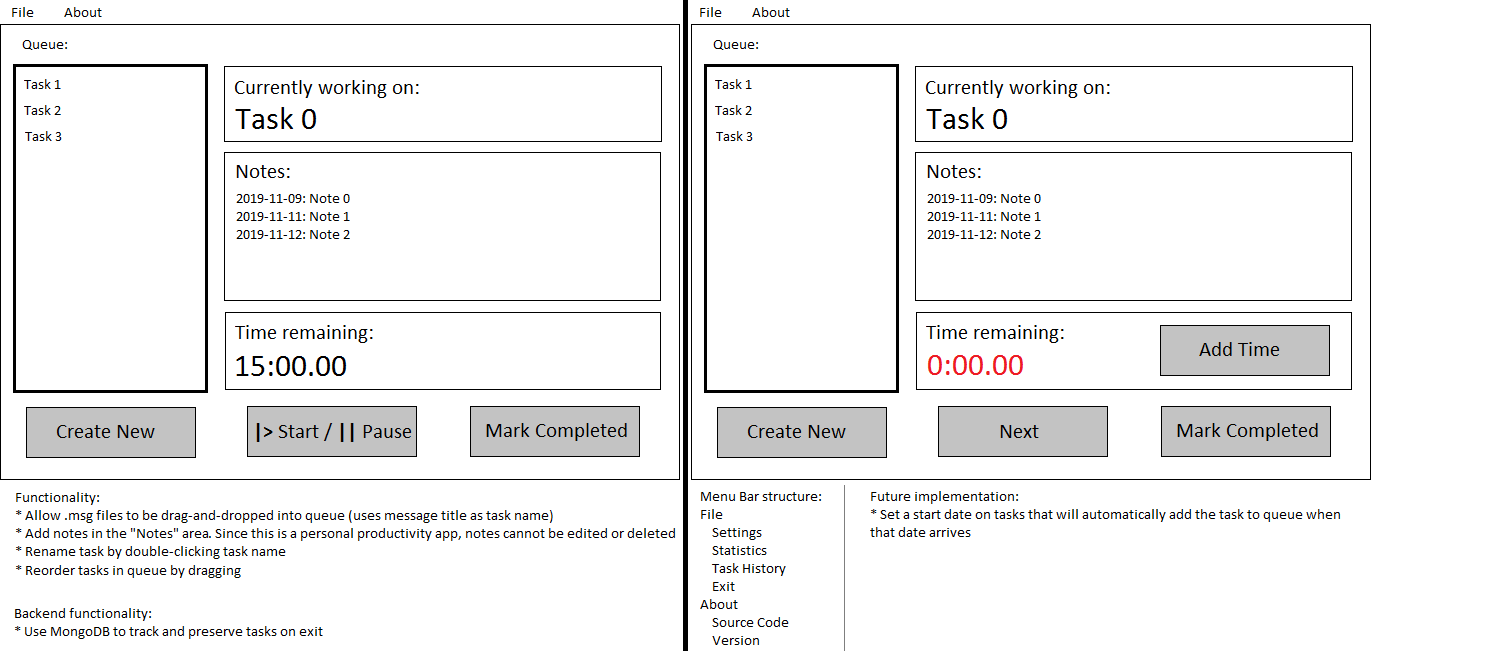 File About
Queue:
Task 1
Task 2
Task 3
Currently working on:
Task 0
Notes:
2019-11-09: Note 0
2019-11-11: Note 1
2019-11-12: Note 2
Time remaining:
15:00.00
Create New
|> Start / || Pause
Mark Completed
Functionality:
* Allow .msg files to be drag-and-dropped into queue (uses message title as task name)
* Add notes in the "Notes" area. Since this is a personal productivity app, notes cannot be edited or deleted
* Rename task by double-clicking task name
* Reorder tasks in queue by dragging
Backend functionality:
* Use MongoDB to track and preserve tasks on exit
File About
Queue:
Task 1
Task 2
Task 3
Currently working on:
Task 0
Notes:
2019-11-09: Note 0
2019-11-11: Note 1
2019-11-12: Note 2
Time remaining:
0:00.00
Add Time
Create New
Next
Mark Completed
Menu Bar structure:
File
Settings
Statistics
Task History
Exit
About
Source Code
Version
Future implementation:
* Set a start date on tasks that will automatically add the task to queue when
that date arrives